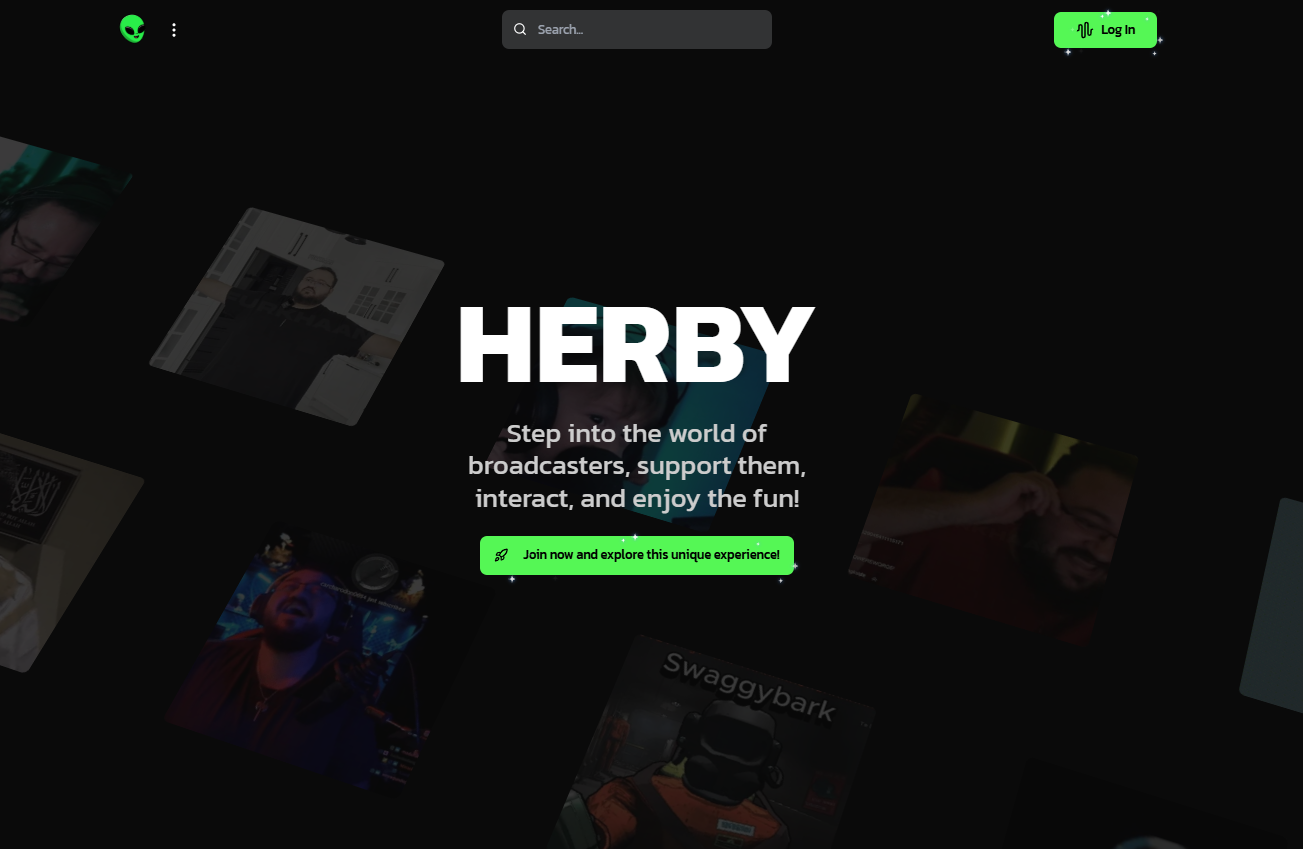 Search...
Log In
HERBY
Step into the world of
broadcasters, support them,
interact, and enjoy the fun!
Join now and explore this unique experience!
Swaggybark